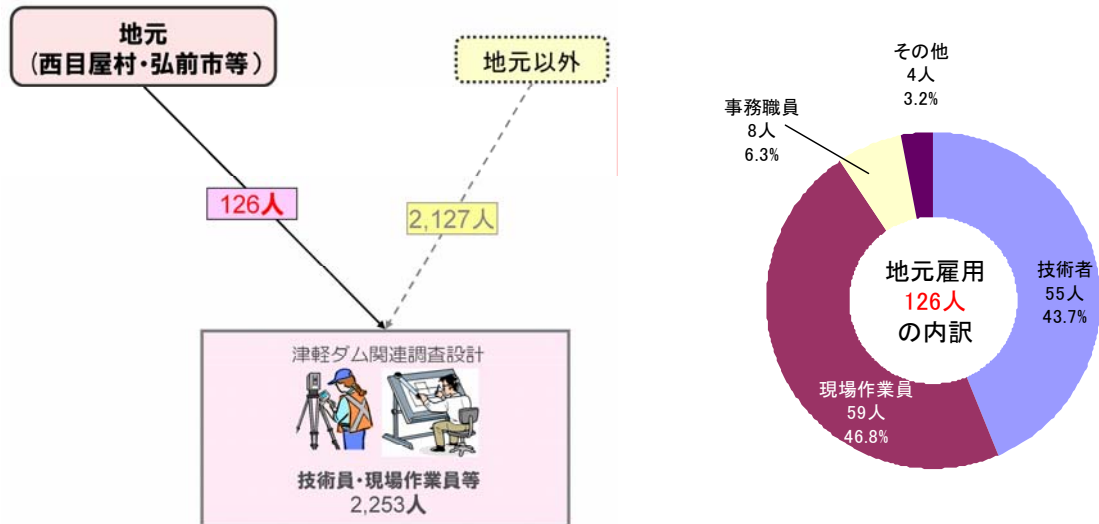 地元
(西目屋村・弘前市等)
地元以外
126人
2,127人
津軽ダム関連調査設計
技術員・現場作業員等
2,253人
その他
4人
3.2%
事務職員
8人
6.3%
技術者
55人
43.7%
地元雇用
126人
の内訳
現場作業員
59人
46.8%